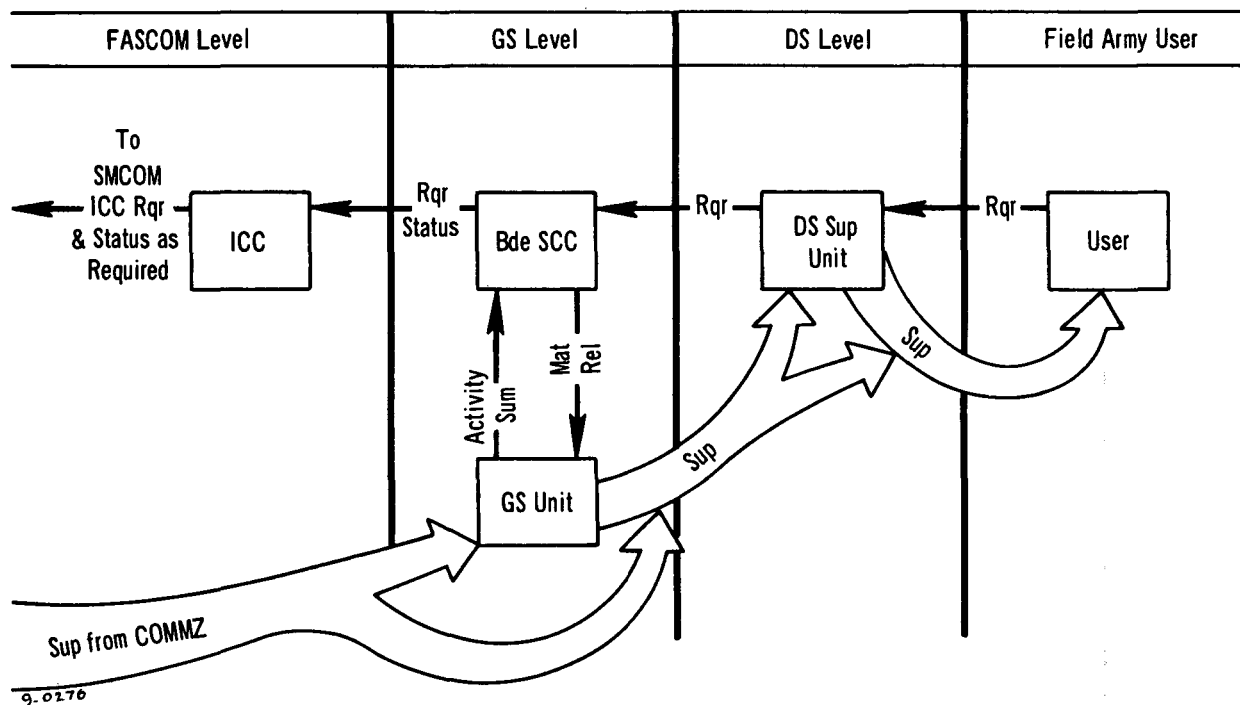 FASCOM Level
GS Level
DS Level
Field Army User
To
SMCOM
ICC Rqr
& Status as
Required
ICC
Rqr
Status
Bde SCC
Rqr
DS Sup
Unit
Rqr
User
Activity
Sum
Mat
Rel
Sup
GS Unit
Sup
Sup from COMMZ
9-0276